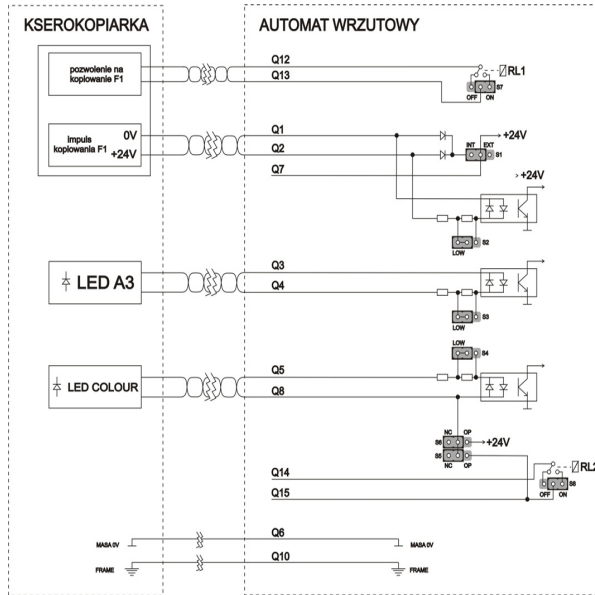 KSEROKOPIARKA
AUTOMAT WRZUTOWY
pozwolenie na
kopiowanie F1
Q12
Q13
RL1
S7
OFF ON
impuls
kopiowania F1
0V
+24V
Q1
Q2
Q7
+24V
INT EXT
S1
+24V
S2
LOW
LED A3
Q3
Q4
S3
LOW
LOW
S4
LED COLOUR
Q5
Q8
NC OP
S6
+24V
S5
NC OP
Q14
Q15
RL2
S8
OFF ON
MASA 0V
Q6
MASA 0V
FRAME
Q10
FRAME